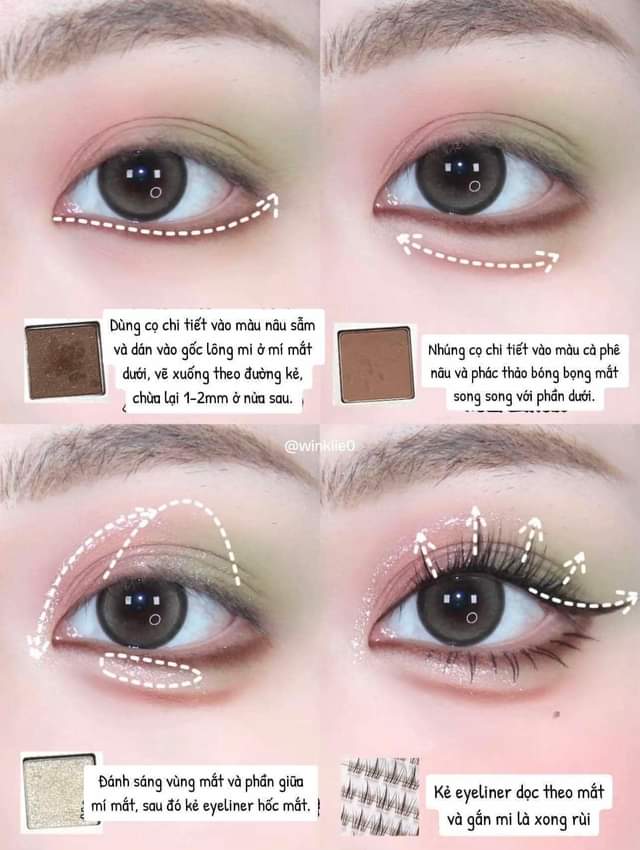 Dùng cọ chi tiết vào màu nâu sẫm
và dán vào gốc lông mi ở mí mắt
dưới, vẽ xuống theo đường kẻ,
chừa lại 1-2mm ở nửa sau.
Nhúng cọ chi tiết vào màu cà phê
nâu và phác thảo bóng bọng mắt
song song với phần dưới.
@winklie0
Đánh sáng vùng mắt và phần giữa
mí mắt, sau đó kẻ eyeliner hốc mắt.
Kẻ eyeliner dọc theo mắt
và gắn mi là xong rùi